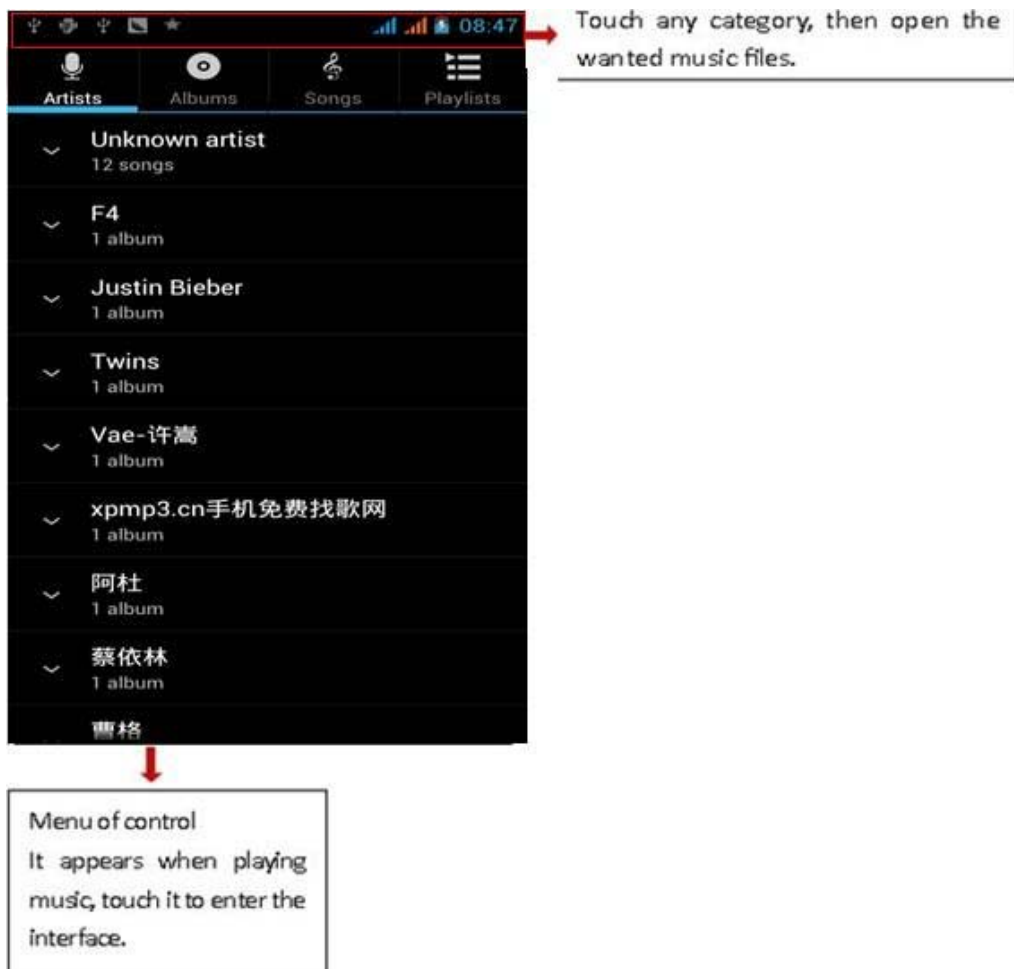 08:47
Touch any category, then open the
wanted music files.
Artists Albums Songs Playlists
Unknown artist
12 songs
F4
1 album
Justin Bieber
1 album
Twins
1 album
Vae-许嵩
1 album
xpmp3.cn手机免费找歌网
1 album
阿杜
1 album
蔡依林
1 album
曹格
Menu of control
It appears when playing
music, touch it to enter the
interface.